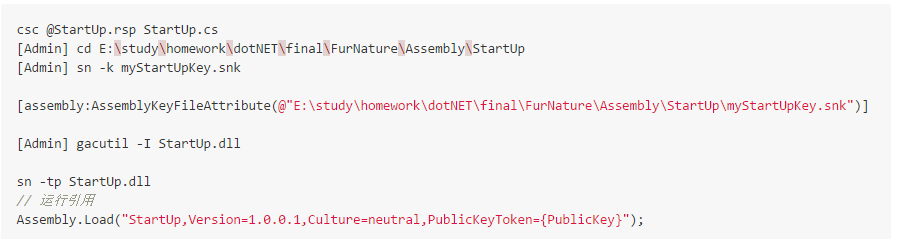 csc @StartUp.rsp StartUp.cs
[Admin] cd E:\study\homework\dotNET\final\FurNature\Assembly\StartUp
[Admin] sn -k myStartUpKey.snk
[assembly:AssemblyKeyFileAttribute(@"E:\study\homework\dotNET\final\FurNature\Assembly\StartUp\myStartUpKey.snk")]
[Admin] gacutil -I StartUp.dll
sn -tp StartUp.dll
// 运行引用
Assembly.Load("StartUp,Version=1.0.0.1,Culture=neutral,PublicKeyToken={PublicKey}");